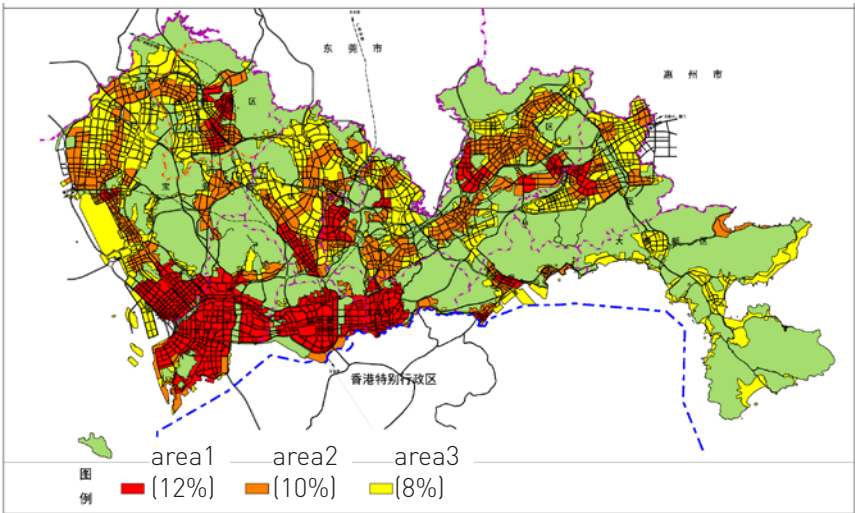 东莞市
惠州市
区
区
宝
区
大
区
香港特别行政区
图例
area1
(12%)
area2
(10%)
area3
(8%)